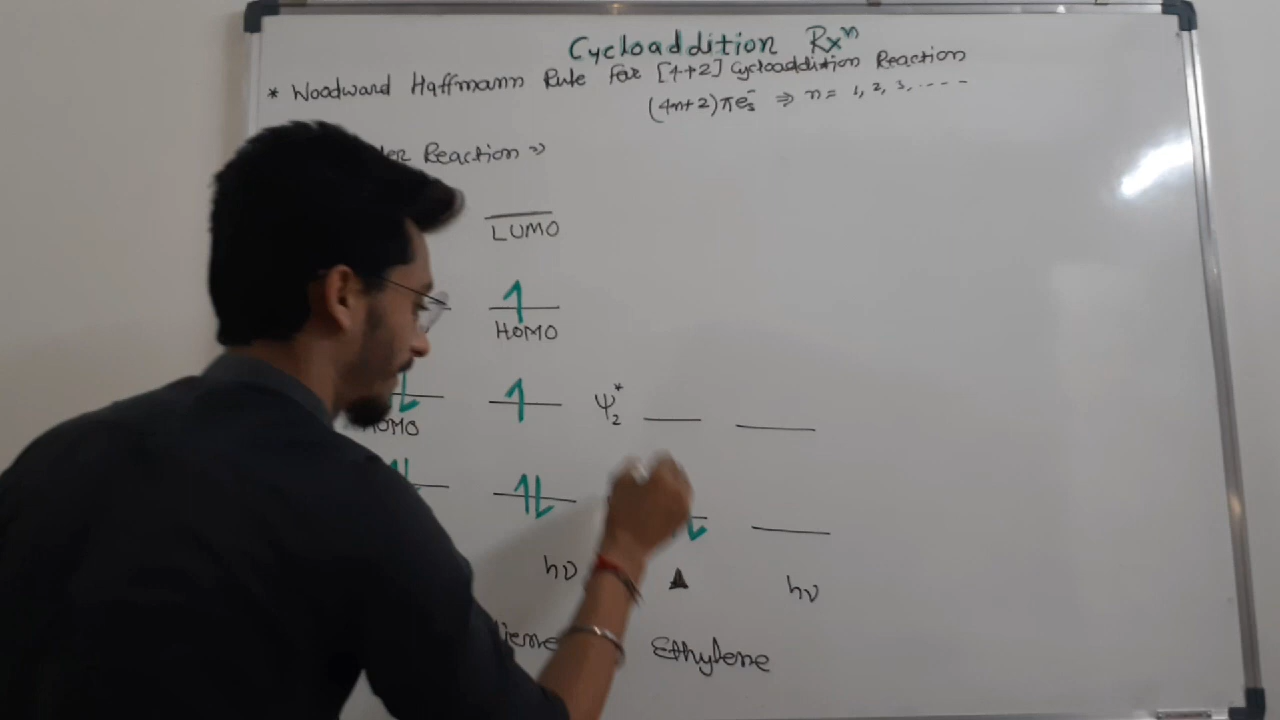 Cycloaddition Rxⁿ
* Woodward Haffmann Rule For [4+2] Cycloaddition Reaction
(4n+2)πe⁻s ⇒ n = 1, 2, 3, .----
Reaction ⇒
LUMO
HOMO
ψ₂*
HOMO
hν ▲ hν
Ethylene